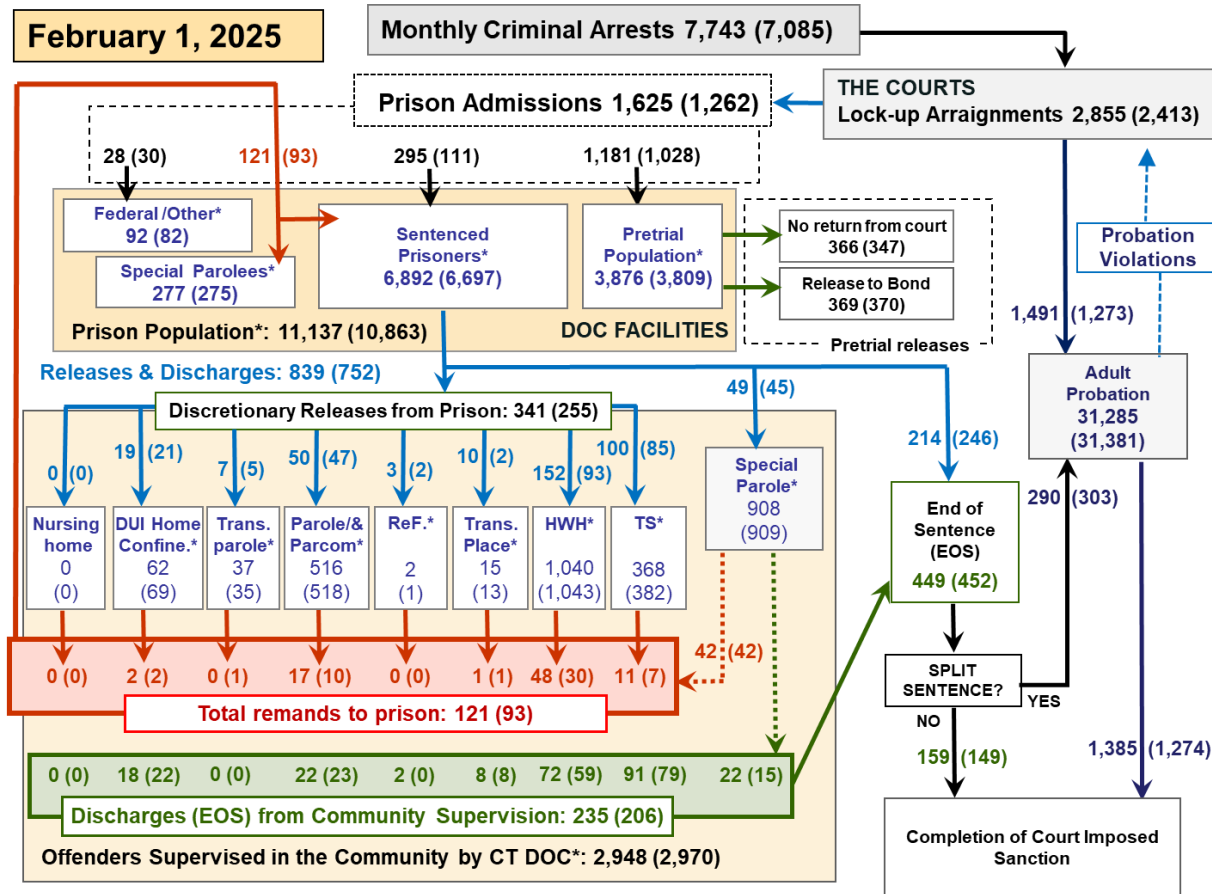 February 1, 2025
Monthly Criminal Arrests 7,743 (7,085)
THE COURTS
Lock-up Arraignments 2,855 (2,413)
Prison Admissions 1,625 (1,262)
28 (30)
121 (93)
295 (111)
1,181 (1,028)
Federal /Other*
92 (82)
Special Parolees*
277 (275)
Sentenced
Prisoners*
6,892 (6,697)
Pretrial
Population*
3,876 (3,809)
No return from court
366 (347)
Release to Bond
369 (370)
Pretrial releases
Probation
Violations
Prison Population*: 11,137 (10,863)
DOC FACILITIES
1,491 (1,273)
Releases & Discharges: 839 (752)
49 (45)
Adult
Probation
31,285
(31,381)
Discretionary Releases from Prison: 341 (255)
0 (0)
19 (21)
7 (5)
50 (47)
3 (2)
10 (2)
152 (93)
100 (85)
214 (246)
290 (303)
Nursing
home
0
(0)
DUI Home
Confine.*
62
(69)
Trans.
parole*
37
(35)
Parole/&
Parcom*
516
(518)
ReF.*
2
(1)
Trans.
Place*
15
(13)
HWH*
1,040
(1,043)
TS*
368
(382)
Special
Parole*
908
(909)
End of
Sentence
(EOS)
449 (452)
0 (0)
2 (2)
0 (1)
17 (10)
0 (0)
1 (1)
48 (30)
11 (7)
42 (42)
Total remands to prison: 121 (93)
SPLIT
SENTENCE?
YES
NO
159 (149)
1,385 (1,274)
0 (0)
18 (22)
0 (0)
22 (23)
2 (0)
8 (8)
72 (59)
91 (79)
22 (15)
Discharges (EOS) from Community Supervision: 235 (206)
Offenders Supervised in the Community by CT DOC*: 2,948 (2,970)
Completion of Court Imposed
Sanction